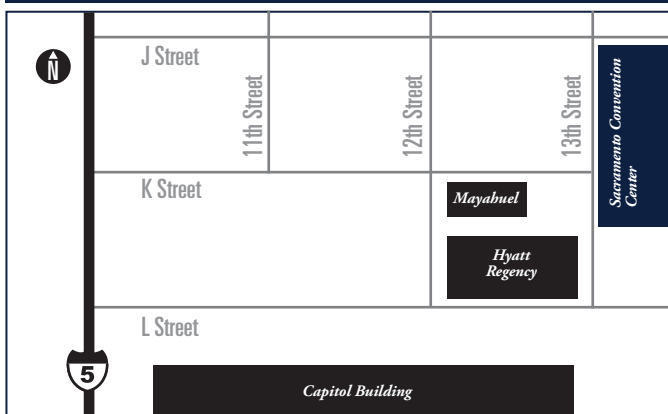 N
J Street
11th Street
12th Street
13th Street
Sacramento Convention
Center
K Street
Mayahuel
Hyatt
Regency
L Street
5
Capitol Building